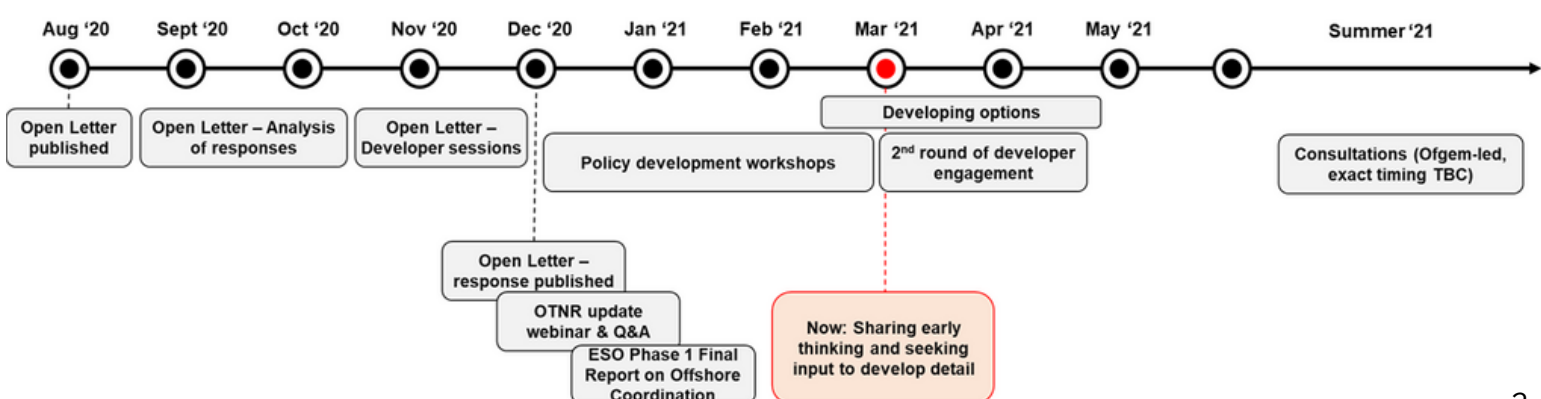 Aug ‘20
Sept ‘20
Oct ‘20
Nov ‘20
Dec ‘20
Jan ‘21
Feb ‘21
Mar ‘21
Apr ‘21
May ‘21
Summer ‘21
Open Letter
published
Open Letter – Analysis
of responses
Open Letter –
Developer sessions
Policy development workshops
Developing options
2nd round of developer
engagement
Consultations (Ofgem-led,
exact timing TBC)
Open Letter –
response published
OTNR update
webinar & Q&A
ESO Phase 1 Final
Report on Offshore
Coordination
Now: Sharing early
thinking and seeking
input to develop detail